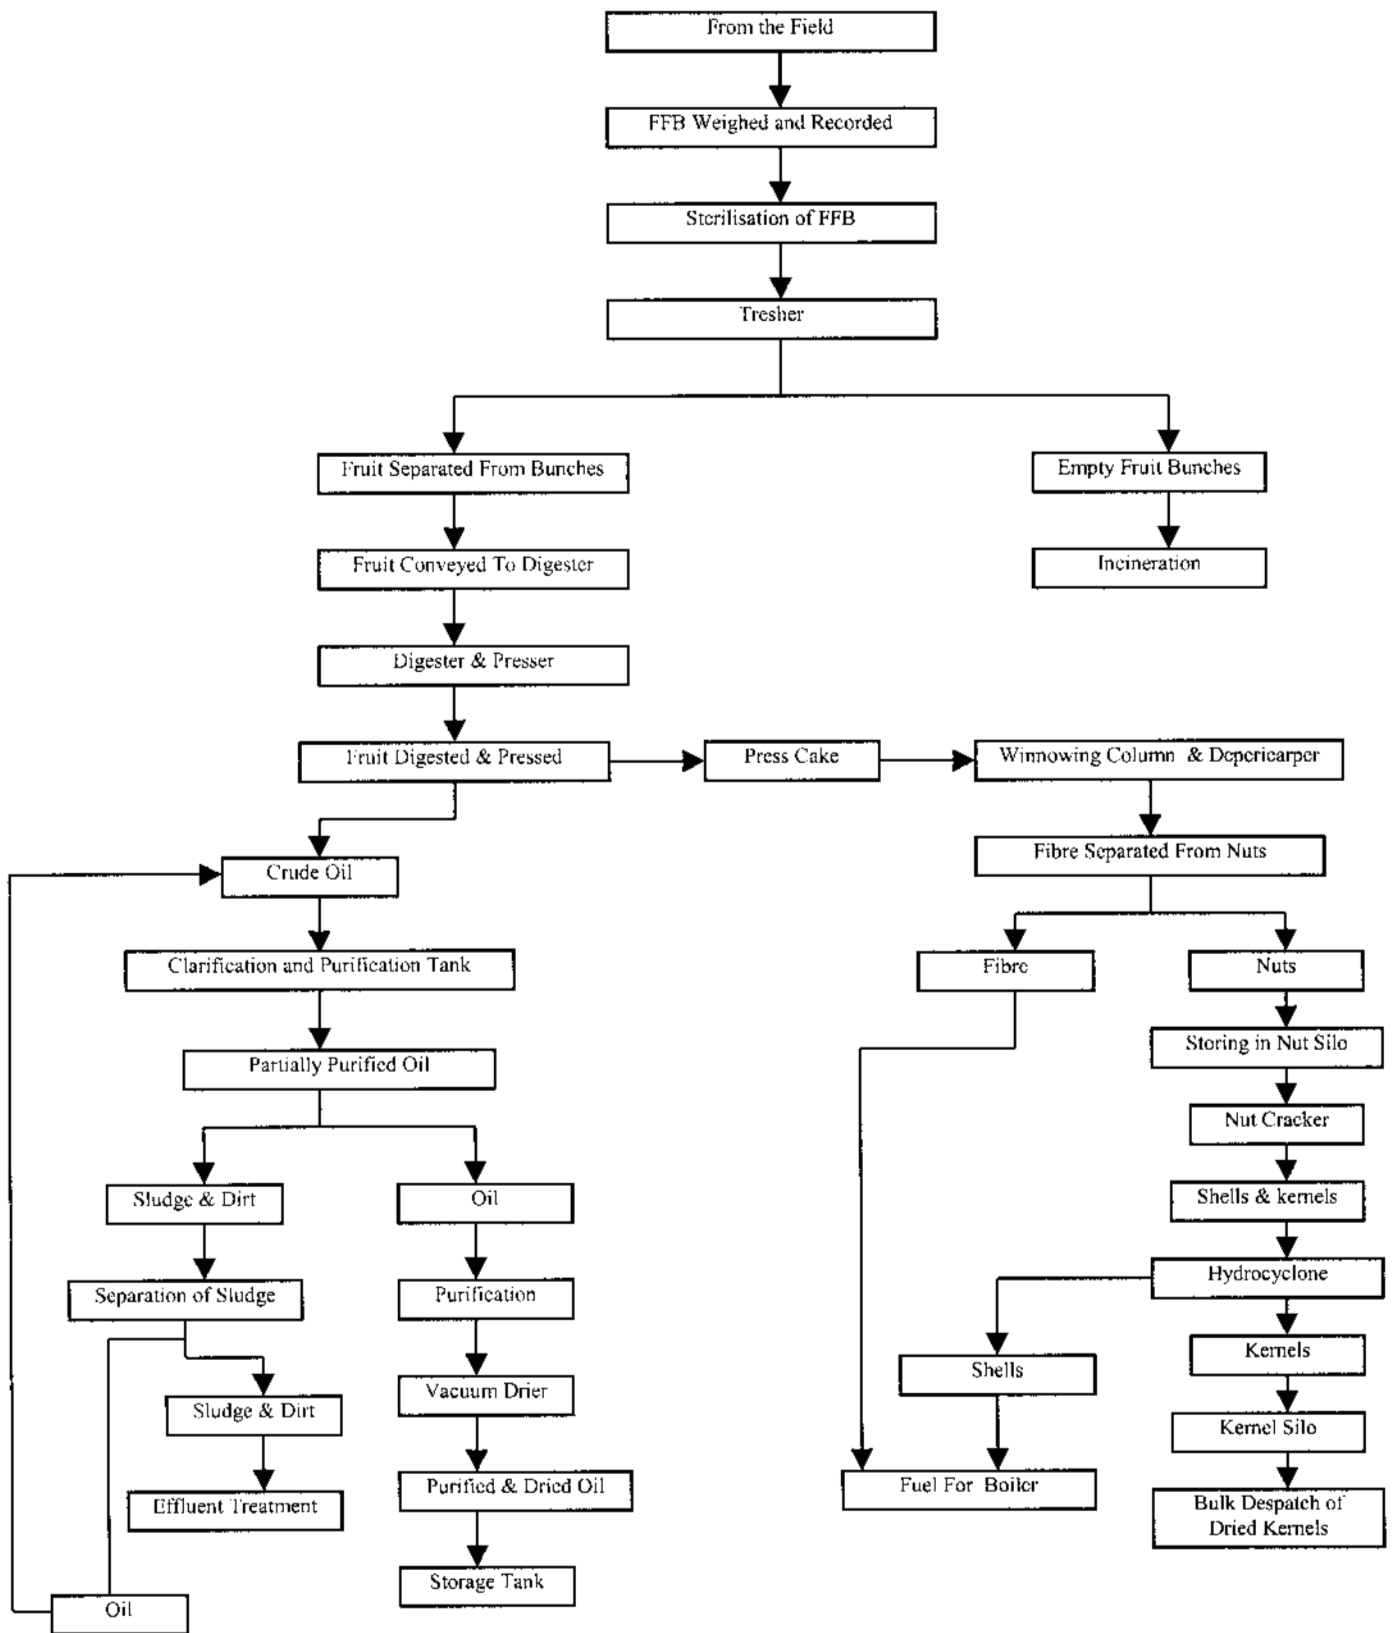 From the Field
FFB Weighed and Recorded
Sterilisation of FFB
Tresher
Fruit Separated From Bunches
Empty Fruit Bunches
Fruit Conveyed To Digester
Incineration
Digester & Presser
Fruit Digested & Pressed
Press Cake
Winnowing Column & Depericarper
Fibre Separated From Nuts
Crude Oil
Clarification and Purification Tank
Fibre
Nuts
Storing in Nut Silo
Partially Purified Oil
Nut Cracker
Sludge & Dirt
Oil
Shells & kernels
Hydrocyclone
Separation of Sludge
Purification
Kernels
Shells
Vacuum Drier
Sludge & Dirt
Kernel Silo
Purified & Dried Oil
Fuel For Boiler
Effluent Treatment
Bulk Despatch of
Dried Kernels
Storage Tank
Oil